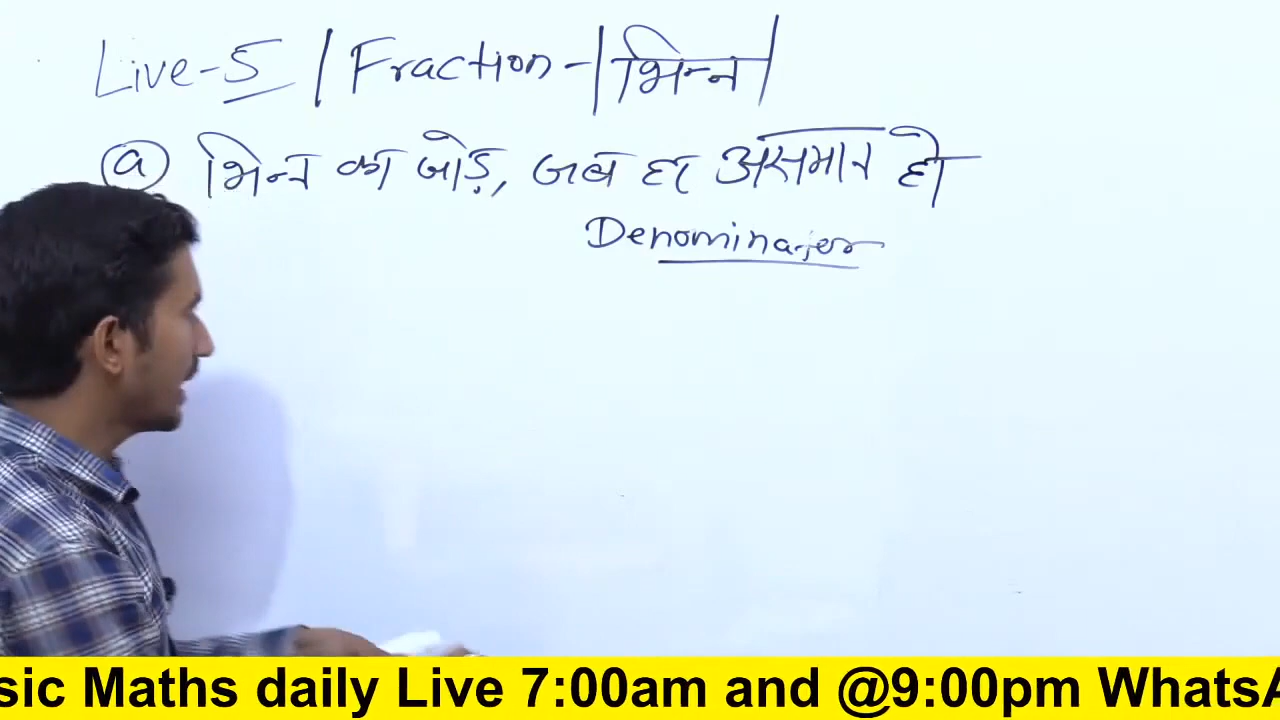 Live-5 | Fraction - | भिन्न |
(a) भिन्न का जोड़, जब हर असमान हो
Denominator
sic Maths daily Live 7:00am and @9:00pm WhatsA